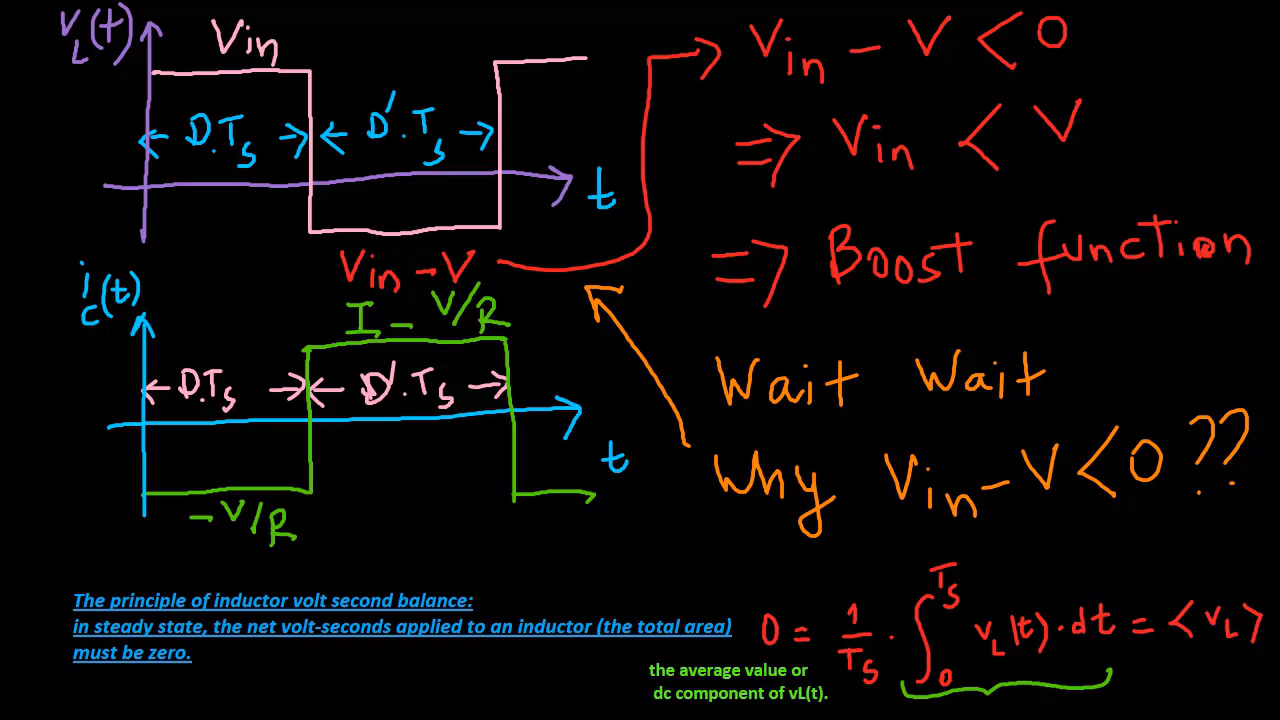 vL(t)
Vin
D.Ts
D'.Ts
t
Vin - V
ic(t)
I - V/R
D.Ts
D'.Ts
t
- V/R
Vin - V < 0
=> Vin < V
=> Boost function
Wait Wait
Why Vin - V < 0 ??
The principle of inductor volt second balance:
in steady state, the net volt-seconds applied to an inductor (the total area)
must be zero.
0 = 1/Ts . ∫0Ts vL(t) . dt = <vL>
the average value or
dc component of vL(t).